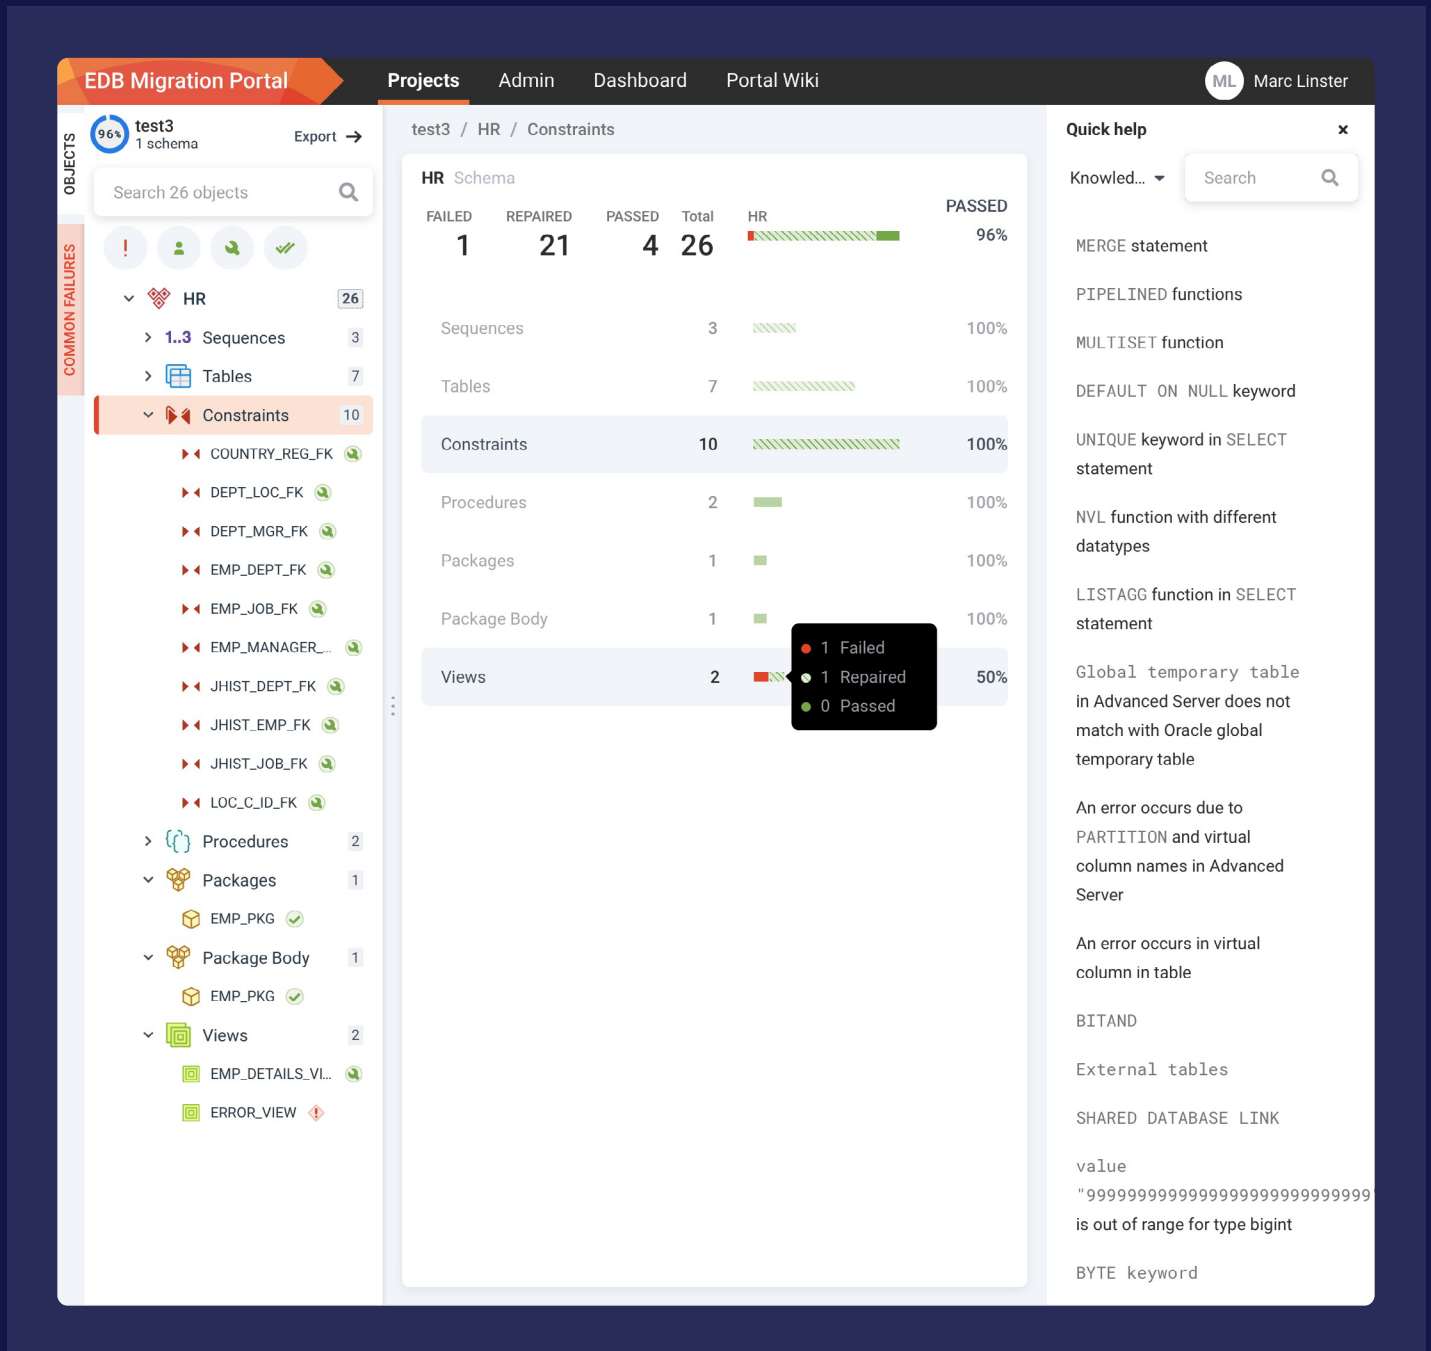 EDB Migration Portal
Projects
Admin
Dashboard
Portal Wiki
ML
Marc Linster
OBJECTS
COMMON FAILURES
96%
test3
1 schema
Export →
Search 26 objects
HR
26
1..3 Sequences
3
Tables
7
Constraints
10
COUNTRY_REG_FK
DEPT_LOC_FK
DEPT_MGR_FK
EMP_DEPT_FK
EMP_JOB_FK
EMP_MANAGER_...
JHIST_DEPT_FK
JHIST_EMP_FK
JHIST_JOB_FK
LOC_C_ID_FK
Procedures
2
Packages
1
EMP_PKG
Package Body
1
EMP_PKG
Views
2
EMP_DETAILS_VI...
ERROR_VIEW
test3 / HR / Constraints
HR Schema
FAILED
1
REPAIRED
21
PASSED
4
Total
26
HR
PASSED
96%
Sequences 3 100%
Tables 7 100%
Constraints 10 100%
Procedures 2 100%
Packages 1 100%
Package Body 1 100%
Views 2 50%
1 Failed
1 Repaired
0 Passed
Quick help
Knowled...
Search
MERGE statement
PIPELINED functions
MULTISET function
DEFAULT ON NULL keyword
UNIQUE keyword in SELECT
statement
NVL function with different
datatypes
LISTAGG function in SELECT
statement
Global temporary table
in Advanced Server does not
match with Oracle global
temporary table
An error occurs due to
PARTITION and virtual
column names in Advanced
Server
An error occurs in virtual
column in table
BITAND
External tables
SHARED DATABASE LINK
value
"9999999999999999999999999999"
is out of range for type bigint
BYTE keyword